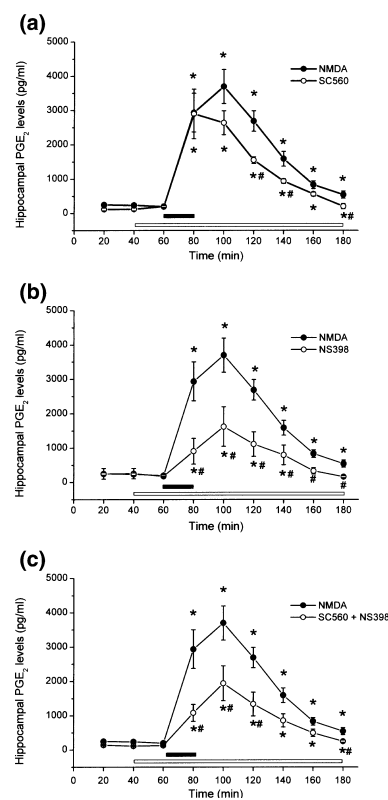 (a)
Hippocampal PGE2 levels (pg/ml)
5000
4000
3000
2000
1000
0
* * * * * * *
* * *# *# * *#
NMDA
SC560
0 20 40 60 80 100 120 140 160 180
Time (min)
(b)
Hippocampal PGE2 levels (pg/ml)
5000
4000
3000
2000
1000
0
* * * * * *
*# *# *# *# # #
NMDA
NS398
0 20 40 60 80 100 120 140 160 180
Time (min)
(c)
Hippocampal PGE2 levels (pg/ml)
5000
4000
3000
2000
1000
0
* * * * * *
*# *# *# * * *#
NMDA
SC560 + NS398
0 20 40 60 80 100 120 140 160 180
Time (min)